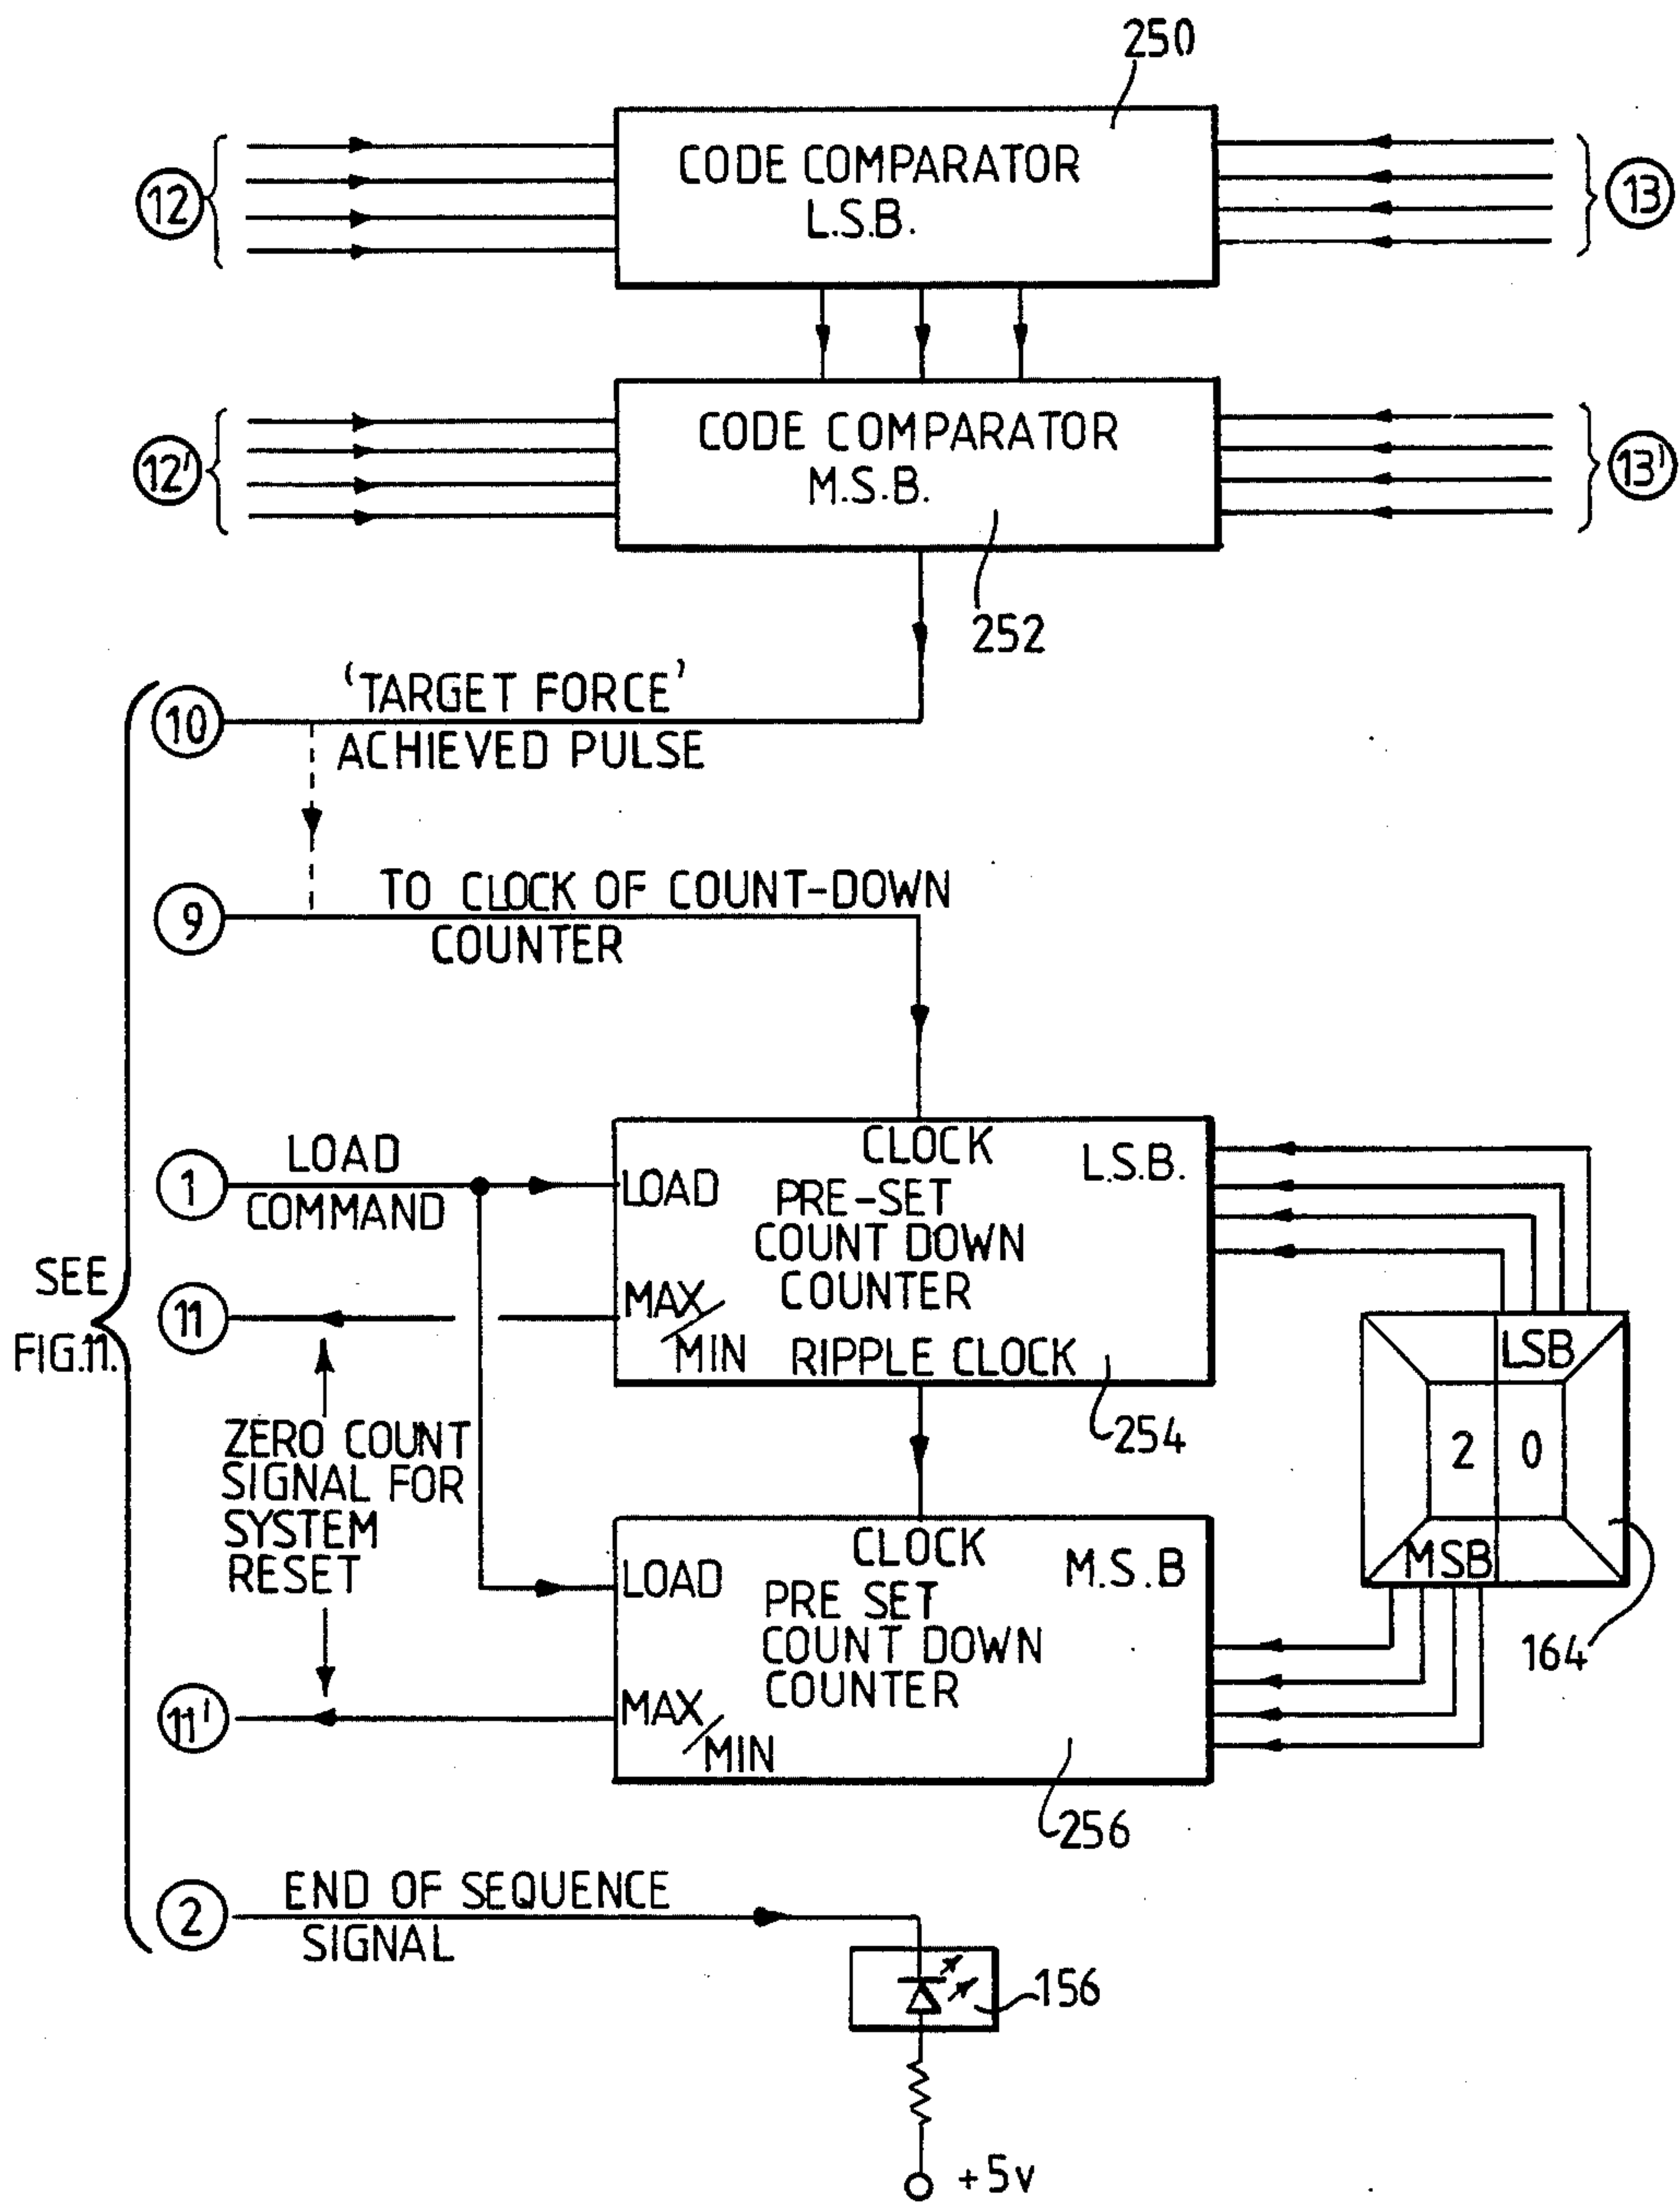 250
CODE COMPARATOR
L.S.B.
12
13
CODE COMPARATOR
M.S.B.
12'
13'
252
10
'TARGET FORCE'
ACHIEVED PULSE
9
TO CLOCK OF COUNT-DOWN
COUNTER
1
LOAD
COMMAND
CLOCK
L.S.B.
LOAD
PRE-SET
COUNT DOWN
COUNTER
MAX/MIN
RIPPLE CLOCK
254
SEE
FIG.11.
11
ZERO COUNT
SIGNAL FOR
SYSTEM
RESET
LSB
2 0
MSB
164
CLOCK
M.S.B
LOAD
PRE SET
COUNT DOWN
COUNTER
MAX/MIN
256
11'
2
END OF SEQUENCE
SIGNAL
156
+5v